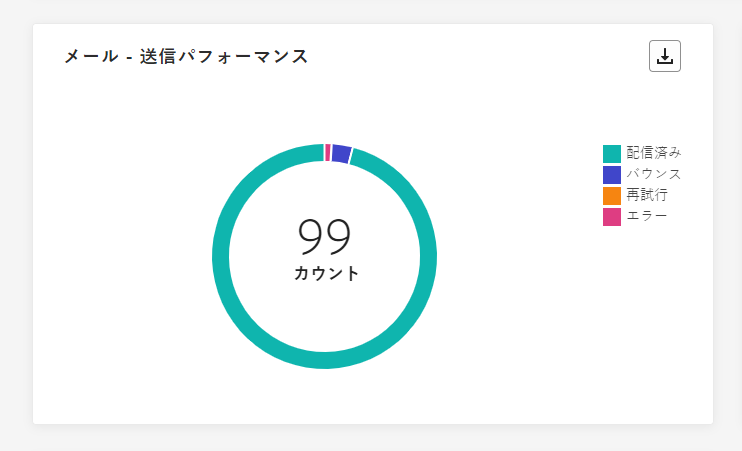 メール - 送信パフォーマンス
99
カウント
配信済み
バウンス
再試行
エラー